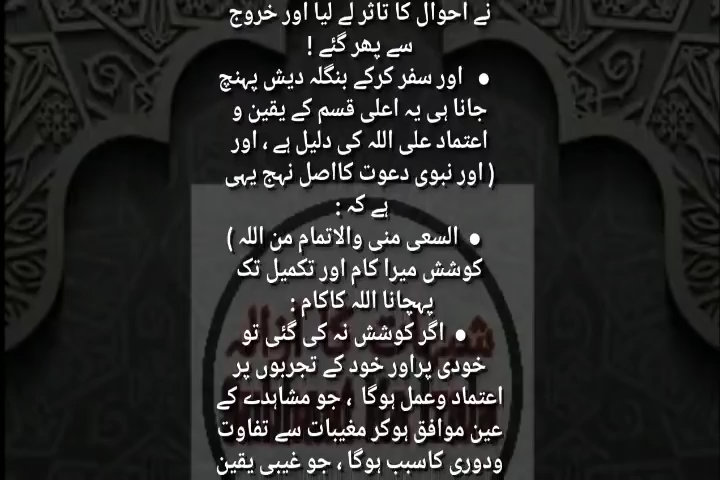 نے احوال کا تاثر لے لیا اور خروج
سے پھر گئے !
● اور سفر کرکے بنگلہ دیش پہنچ
جانا ہی یہ اعلی قسم کے یقین و
اعتماد علی اللہ کی دلیل ہے ، اور
( اور نبوی دعوت کااصل نہج یہی
ہے کہ :
● السعی منی والاتمام من اللہ )
کوشش میرا کام اور تکمیل تک
پہچانا اللہ کاکام :
● اگر کوشش نہ کی گئی تو
خودی پراور خود کے تجربوں پر
اعتماد وعمل ہوگا ، جو مشاہدے کے
عین موافق ہوکر مغیبات سے تفاوت
ودوری کاسبب ہوگا ، جو غیبی یقین
شبہات کا ازالہ